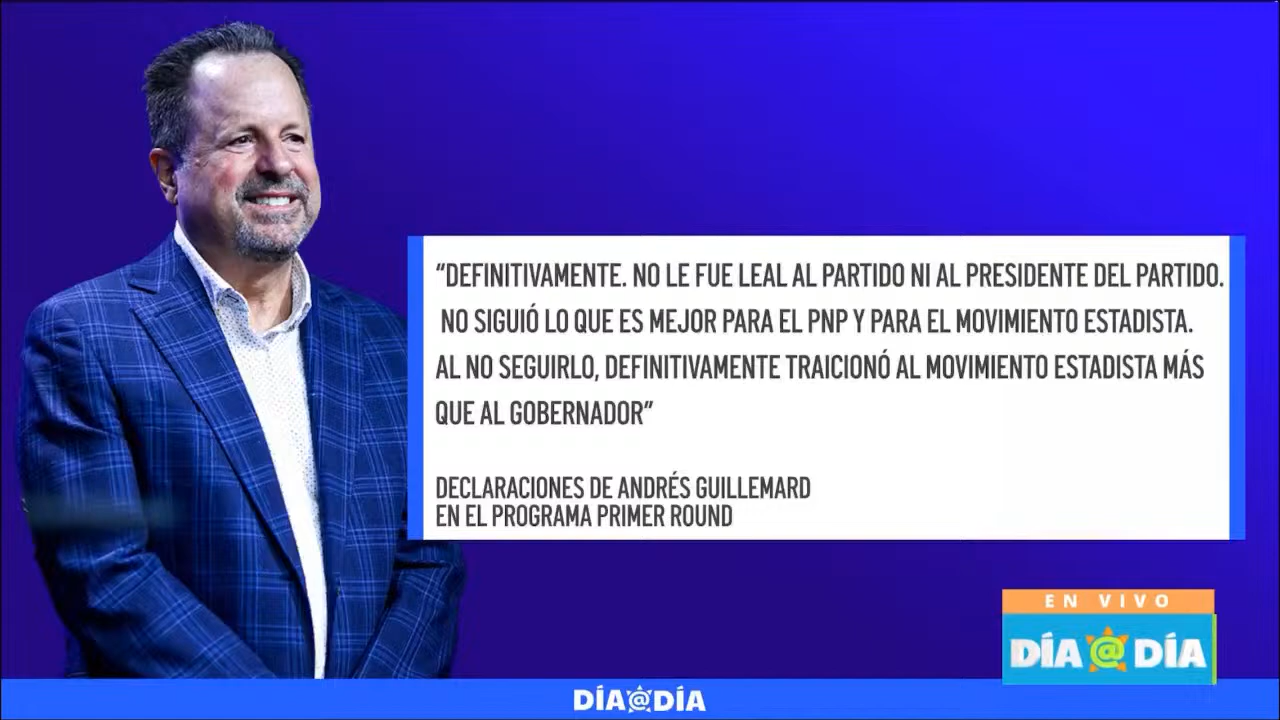 “DEFINITIVAMENTE. NO LE FUE LEAL AL PARTIDO NI AL PRESIDENTE DEL PARTIDO.
NO SIGUIÓ LO QUE ES MEJOR PARA EL PNP Y PARA EL MOVIMIENTO ESTADISTA.
AL NO SEGUIRLO, DEFINITIVAMENTE TRAICIONÓ AL MOVIMIENTO ESTADISTA MÁS
QUE AL GOBERNADOR”
DECLARACIONES DE ANDRÉS GUILLEMARD
EN EL PROGRAMA PRIMER ROUND
EN VIVO
DÍA @ DÍA
DÍA@DÍA